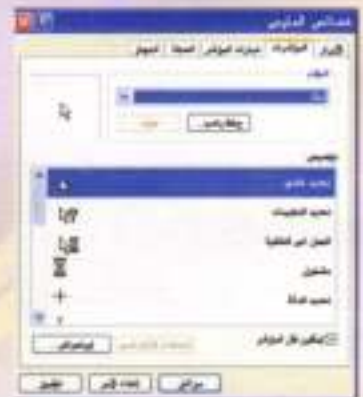 خصائص الماوس
الأزرار المؤشرات خيارات المؤشر العجلة الجهاز
حفظ باسم... حذف
تخصيص
تحديد عادي
تحديد التعليمات
العمل في الخلفية
مشغول
تحديد الدقة
تمكين ظل المؤشر
استعراض...
موافق إلغاء الأمر تطبيق